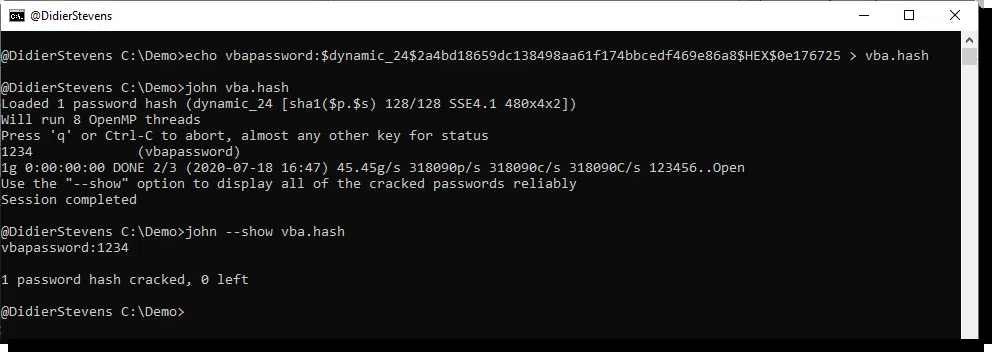 @DidierStevens
@DidierStevens C:\Demo>echo vbapassword:$dynamic_24$2a4bd18659dc138498aa61f174bbcedf469e86a8$HEX$0e176725 > vba.hash
@DidierStevens C:\Demo>john vba.hash
Loaded 1 password hash (dynamic_24 [sha1($p.$s) 128/128 SSE4.1 480x4x2])
Will run 8 OpenMP threads
Press 'q' or Ctrl-C to abort, almost any other key for status
1234             (vbapassword)
1g 0:00:00:00 DONE 2/3 (2020-07-18 16:47) 45.45g/s 318090p/s 318090c/s 318090C/s 123456..Open
Use the "--show" option to display all of the cracked passwords reliably
Session completed
@DidierStevens C:\Demo>john --show vba.hash
vbapassword:1234
1 password hash cracked, 0 left
@DidierStevens C:\Demo>